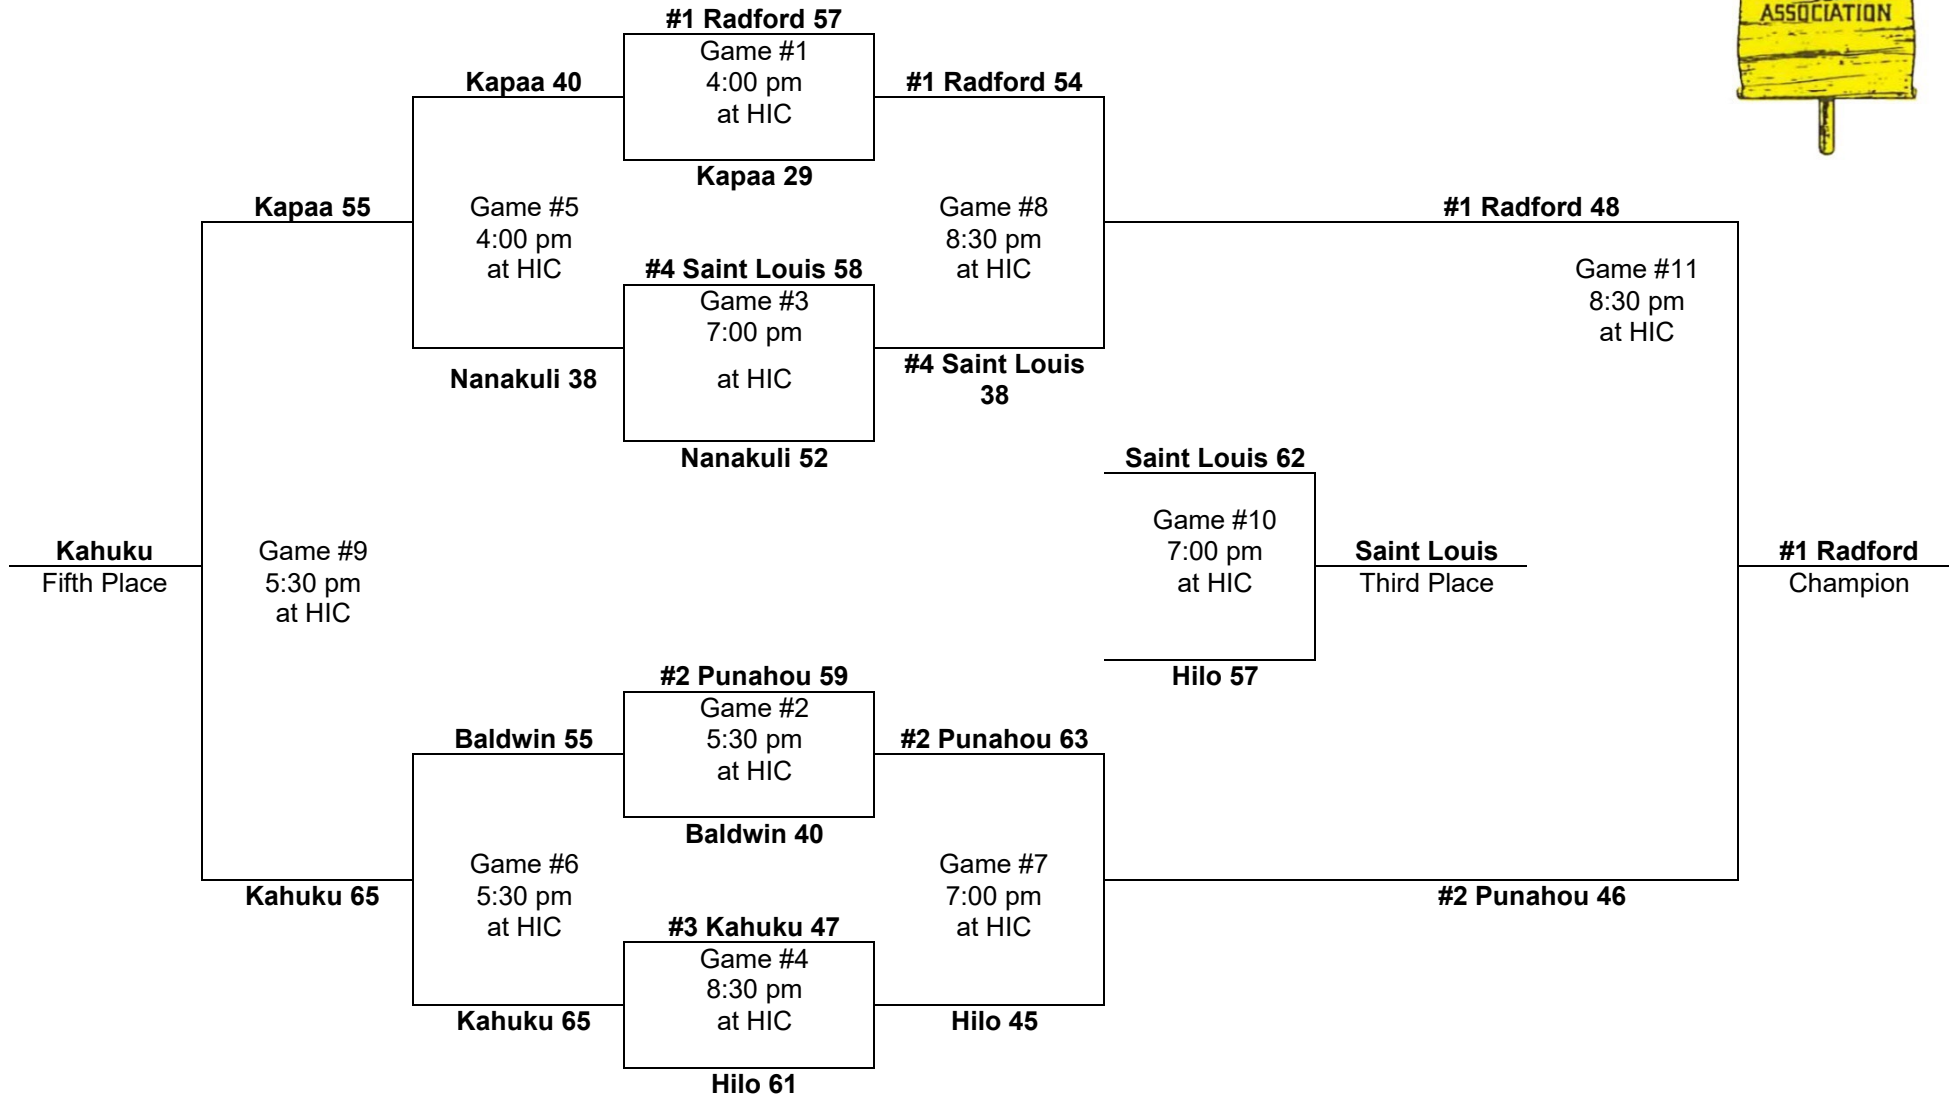 ASSOCIATION
#1 Radford 57
Game #1
4:00 pm
at HIC
Kapaa 40
#1 Radford 54
Kapaa 29
Kapaa 55
Game #5
4:00 pm
at HIC
Game #8
8:30 pm
at HIC
#1 Radford 48
#4 Saint Louis 58
Game #3
7:00 pm
at HIC
Game #11
8:30 pm
at HIC
Nanakuli 38
#4 Saint Louis
38
Nanakuli 52
Saint Louis 62
Game #10
7:00 pm
at HIC
Kahuku
Fifth Place
Game #9
5:30 pm
at HIC
Saint Louis
Third Place
#1 Radford
Champion
Hilo 57
#2 Punahou 59
Game #2
5:30 pm
at HIC
Baldwin 55
#2 Punahou 63
Baldwin 40
Game #6
5:30 pm
at HIC
Game #7
7:00 pm
at HIC
Kahuku 65
#2 Punahou 46
#3 Kahuku 47
Game #4
8:30 pm
at HIC
Kahuku 65
Hilo 45
Hilo 61